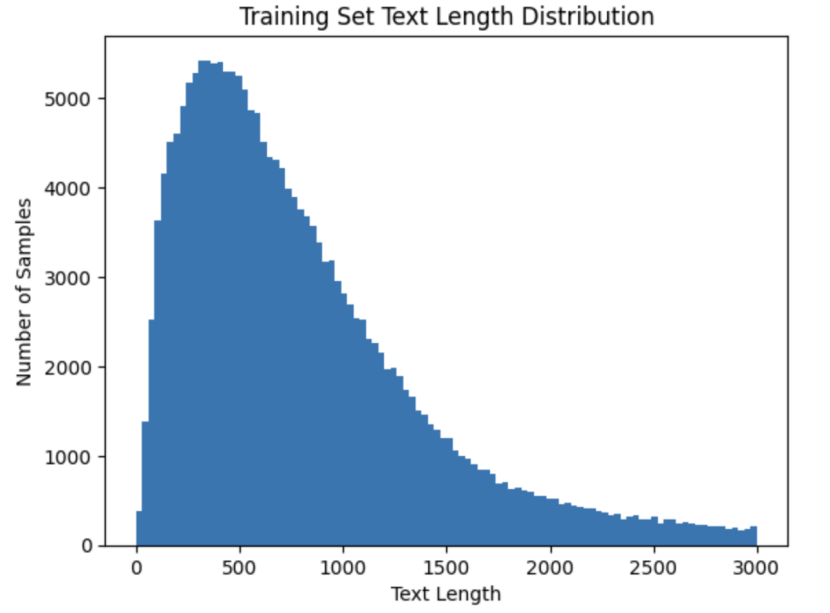 Training Set Text Length Distribution
Number of Samples
5000
4000
3000
2000
1000
0
0 500 1000 1500 2000 2500 3000
Text Length